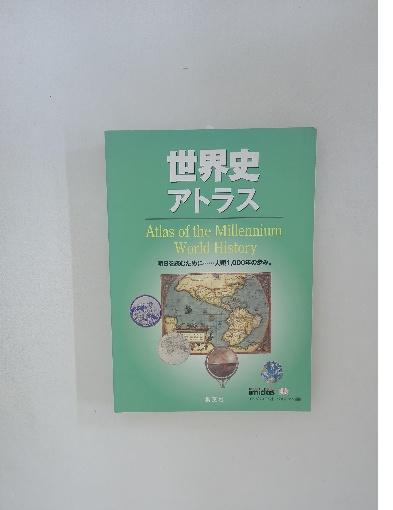 世界史
アトラス
Atlas of the Millennium
World History
明日を読むために……人類1,000年の歩み。
imidas
集英社